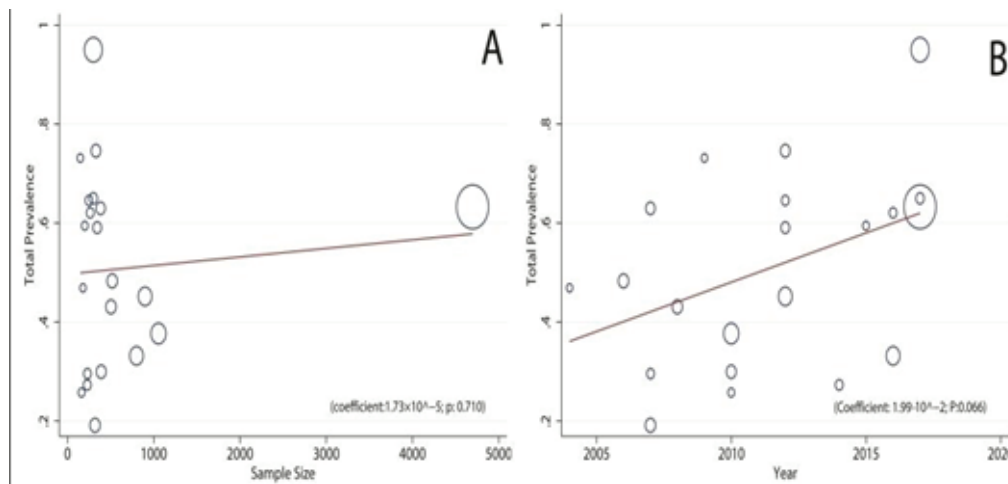 A
Total Prevalence
1
.8
.6
.4
.2
(coefficient:1.73×10^−5; p: 0.710)
0 1000 2000 3000 4000 5000
Sample Size
B
Total Prevalence
1
.8
.6
.4
.2
(Coefficient: 1.99·10^−2; P:0.066)
2005 2010 2015 202
Year